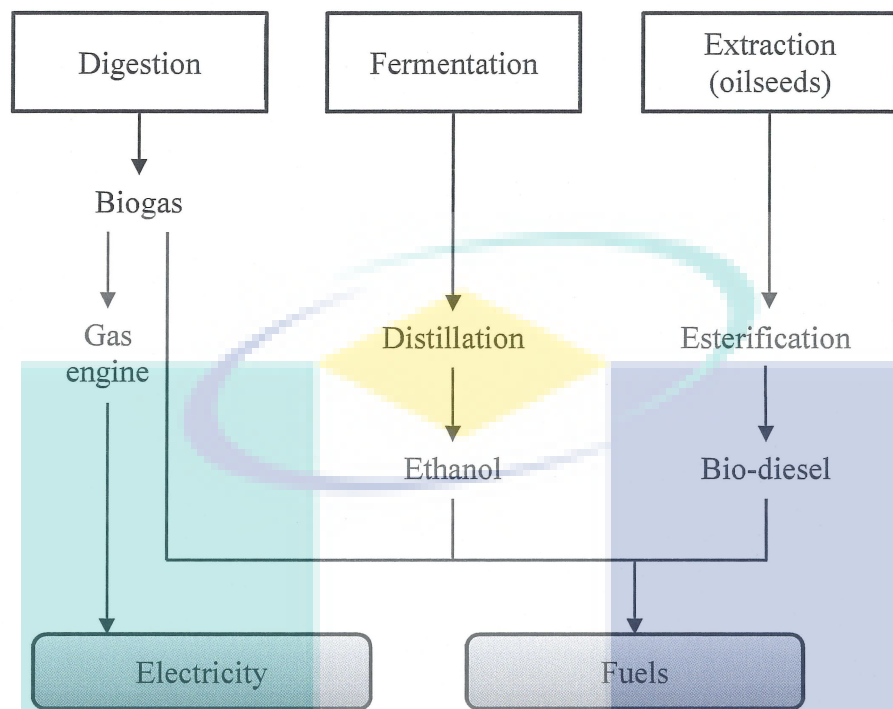 Digestion
Fermentation
Extraction
(oilseeds)
Biogas
Gas
engine
Distillation
Esterification
Ethanol
Bio-diesel
Electricity
Fuels